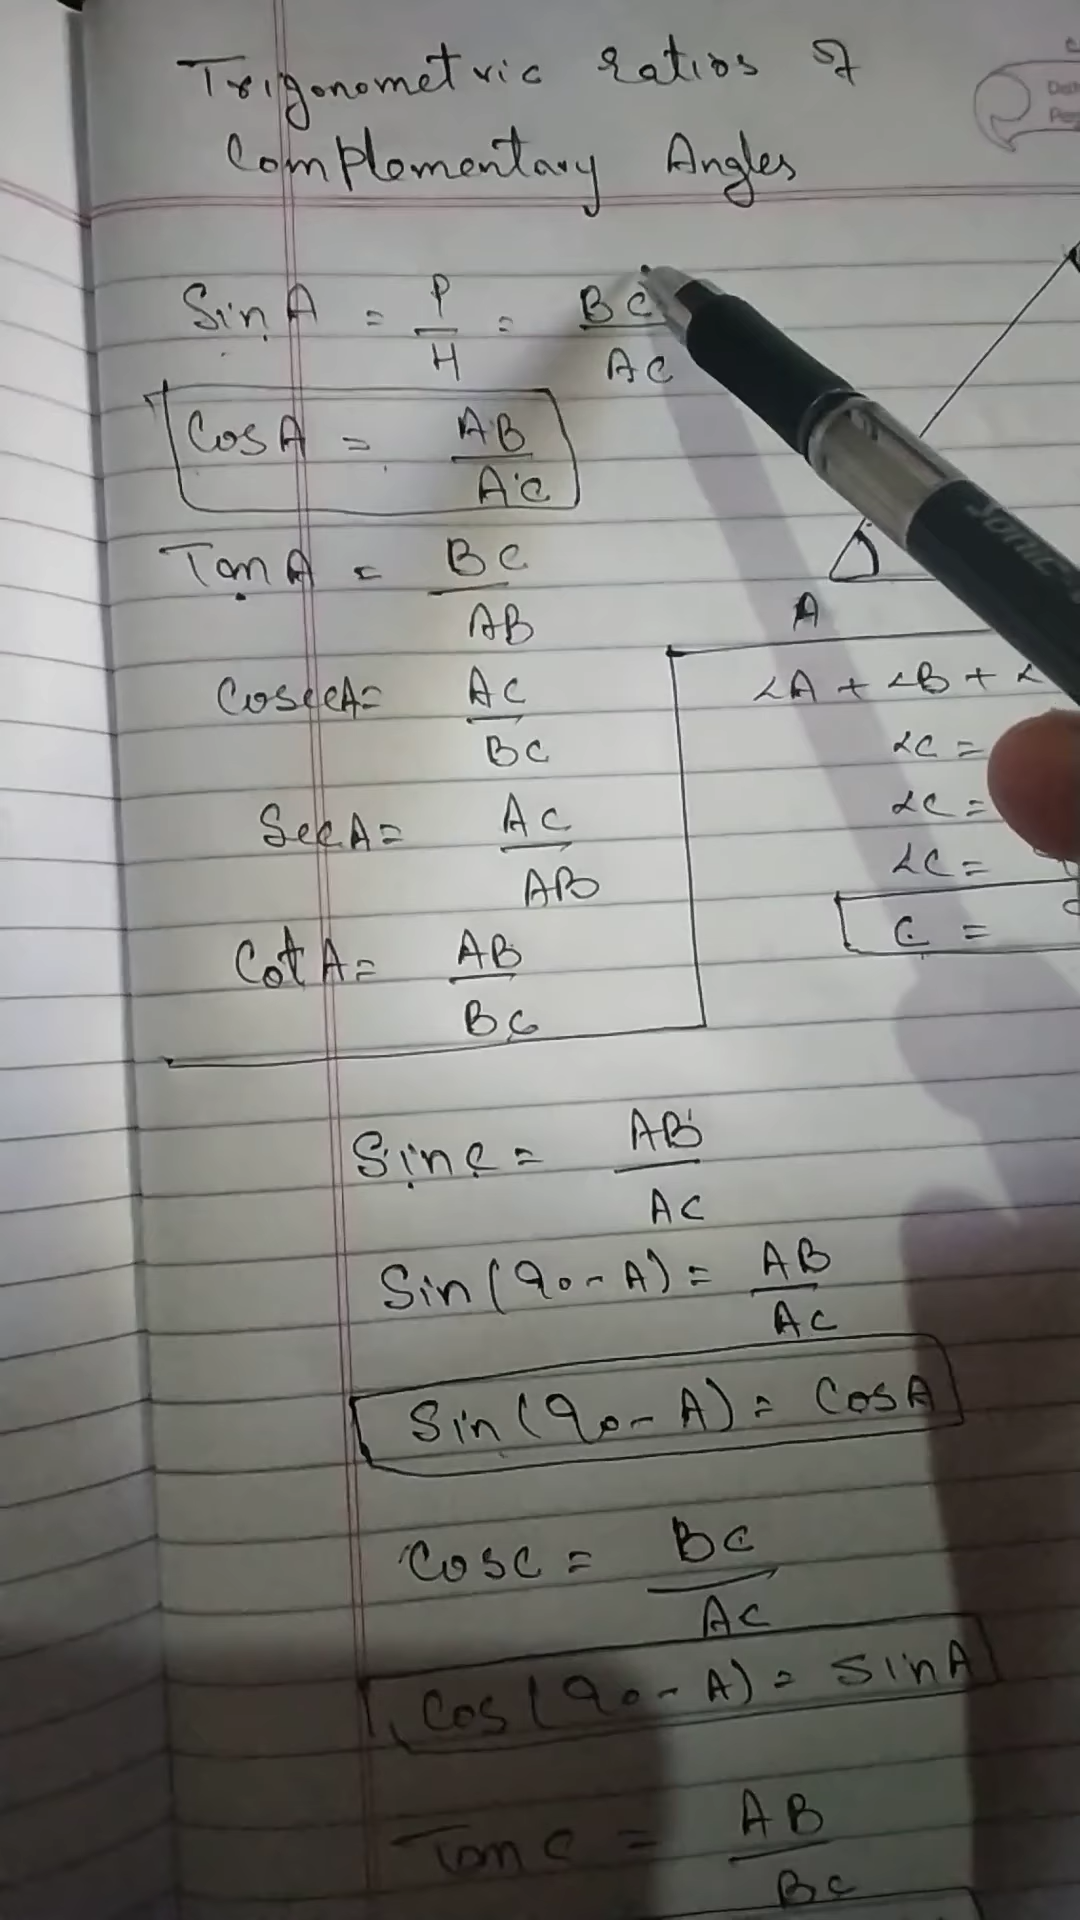 Trigonometric ratios of
Complementary Angles
Sin A = P/H = BC/AC
Cos A = AB/AC
Tan A = BC/AB
Cosec A = AC/BC
Sec A = AC/AB
Cot A = AB/BC
A
∠A + ∠B + ∠
∠C =
∠C =
∠C =
C =
Sin C = AB/AC
Sin (90 - A) = AB/AC
Sin (90 - A) = Cos A
Cos C = BC/AC
Cos (90 - A) = Sin A
Tan C = AB/BC